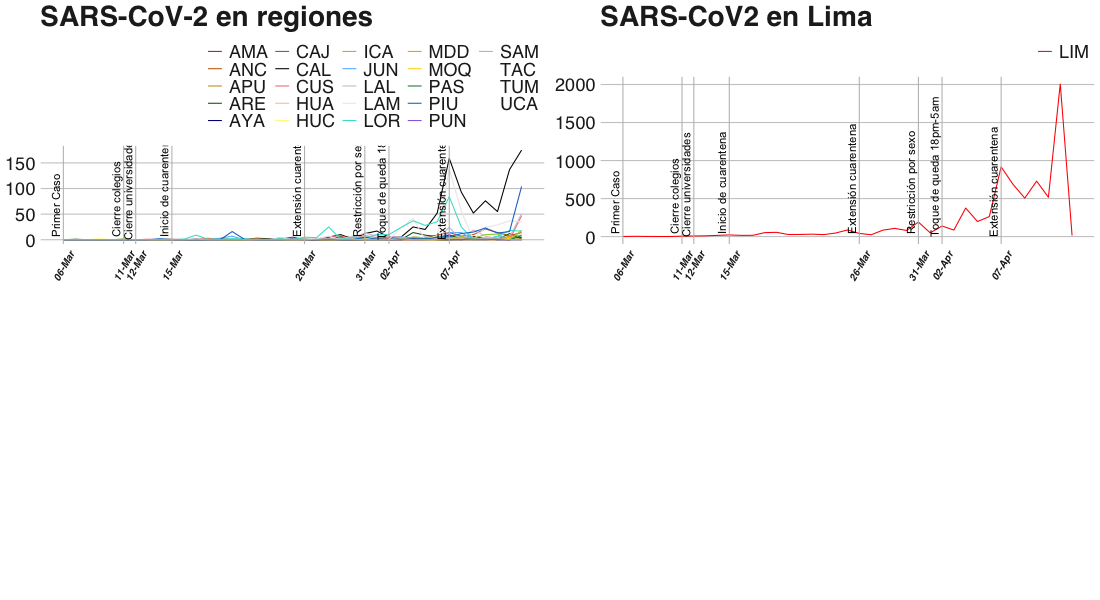 SARS-CoV-2 en regiones
AMA CAJ ICA MDD SAM
ANC CAL JUN MOQ TAC
APU CUS LAL PAS TUM
ARE HUA LAM PIU UCA
AYA HUC LOR PUN
150
100
50
0
Primer Caso
Cierre colegios
Cierre universidade
Inicio de cuarente
Extensión cuarent
Restricción por se
Toque de queda 18
Extensión cuarente
06-Mar
11-Mar
12-Mar
15-Mar
26-Mar
31-Mar
02-Apr
07-Apr
SARS-CoV2 en Lima
LIM
2000
1500
1000
500
0
Primer Caso
Cierre colegios
Cierre universidades
Inicio de cuarentena
Extensión cuarentena
Restricción por sexo
Toque de queda 18pm-5am
Extensión cuarentena
06-Mar
11-Mar
12-Mar
15-Mar
26-Mar
31-Mar
02-Apr
07-Apr